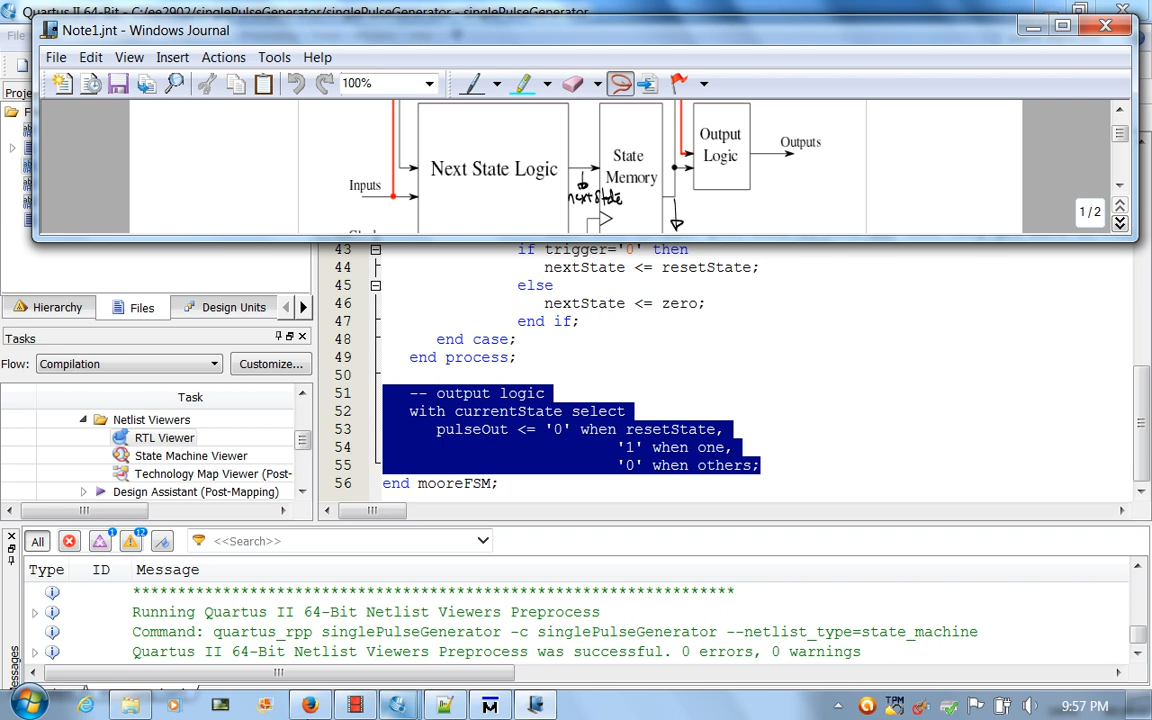 Quartus II 64-Bit - C:/ee2902/singlePulseGenerator/singlePulseGenerator - singlePulseGenerator
Note1.jnt - Windows Journal
File Edit View Insert Actions Tools Help
100%
Next State Logic
State
Memory
Output
Logic
Outputs
Inputs
nextState
1 / 2
Proje
Hierarchy Files Design Units
Tasks
Flow: Compilation Customize...
Task
Netlist Viewers
RTL Viewer
State Machine Viewer
Technology Map Viewer (Post-
Design Assistant (Post-Mapping)
43 if trigger='0' then
44 nextState <= resetState;
45 else
46 nextState <= zero;
47 end if;
48 end case;
49 end process;
50
51 -- output logic
52 with currentState select
53 pulseOut <= '0' when resetState,
54 '1' when one,
55 '0' when others;
56 end mooreFSM;
All <<Search>>
Type ID Message
*****************************************************************
Running Quartus II 64-Bit Netlist Viewers Preprocess
Command: quartus_rpp singlePulseGenerator -c singlePulseGenerator --netlist_type=state_machine
Quartus II 64-Bit Netlist Viewers Preprocess was successful. 0 errors, 0 warnings
Messages
TPM
9:57 PM